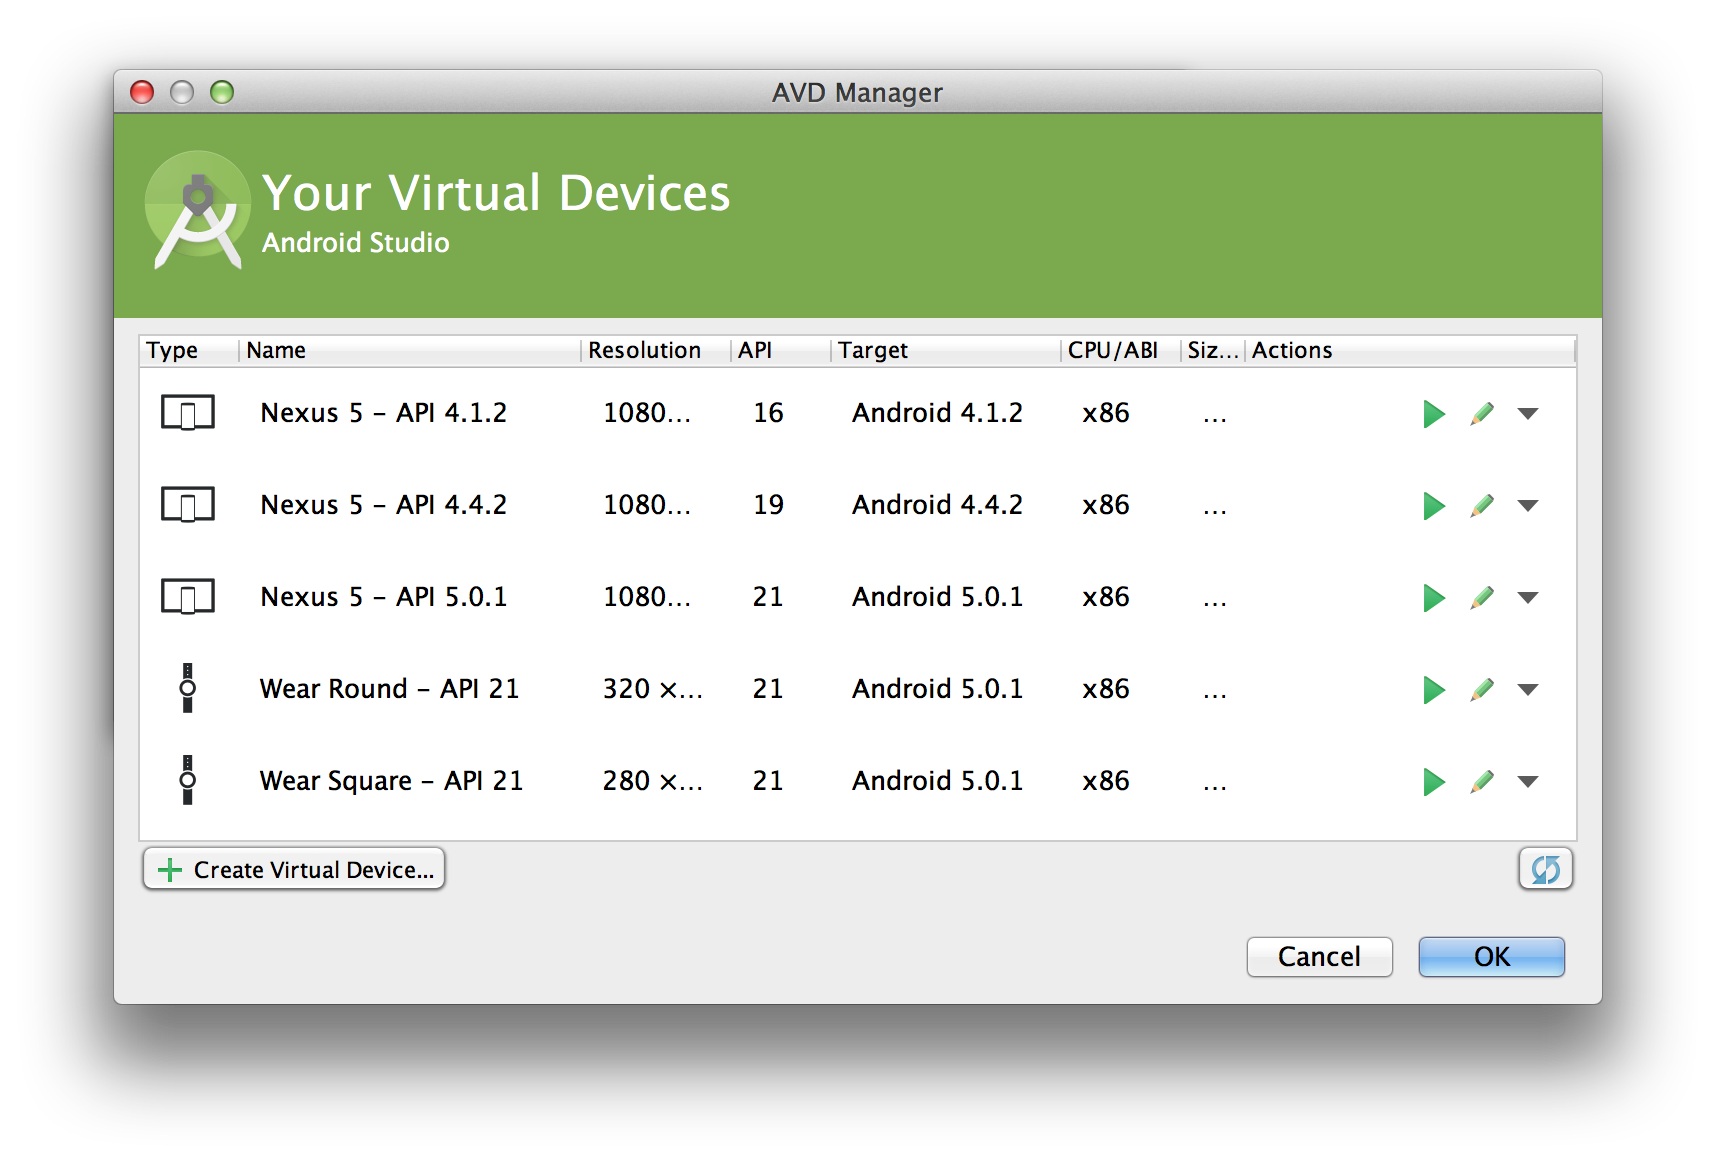 AVD Manager
Your Virtual Devices
Android Studio
Type Name Resolution API Target CPU/ABI Siz... Actions
Nexus 5 – API 4.1.2 1080... 16 Android 4.1.2 x86 ...
Nexus 5 – API 4.4.2 1080... 19 Android 4.4.2 x86 ...
Nexus 5 – API 5.0.1 1080... 21 Android 5.0.1 x86 ...
Wear Round – API 21 320 ×... 21 Android 5.0.1 x86 ...
Wear Square – API 21 280 ×... 21 Android 5.0.1 x86 ...
Create Virtual Device...
Cancel OK